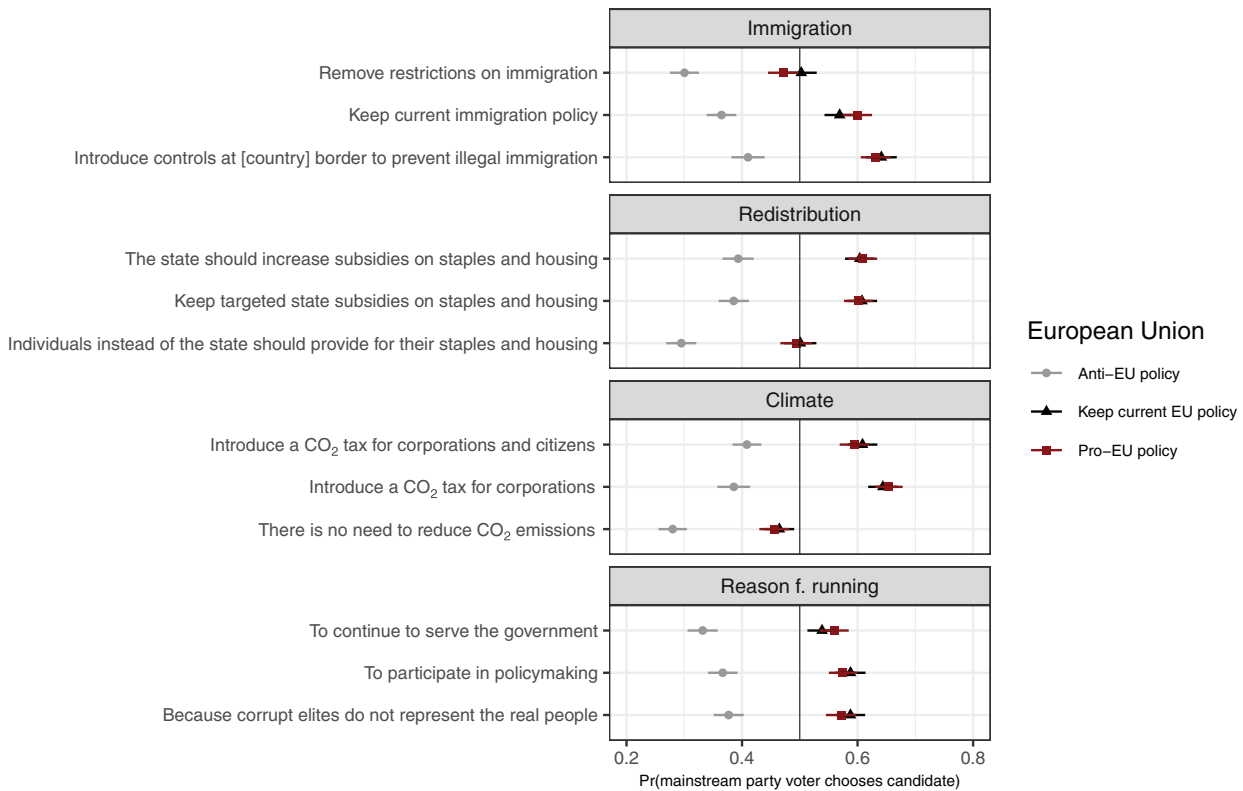 Immigration
Remove restrictions on immigration
Keep current immigration policy
Introduce controls at [country] border to prevent illegal immigration
Redistribution
The state should increase subsidies on staples and housing
Keep targeted state subsidies on staples and housing
Individuals instead of the state should provide for their staples and housing
Climate
Introduce a CO₂ tax for corporations and citizens
Introduce a CO₂ tax for corporations
There is no need to reduce CO₂ emissions
Reason f. running
To continue to serve the government
To participate in policymaking
Because corrupt elites do not represent the real people
0.2 0.4 0.6 0.8
Pr(mainstream party voter chooses candidate)
European Union
Anti−EU policy
Keep current EU policy
Pro−EU policy